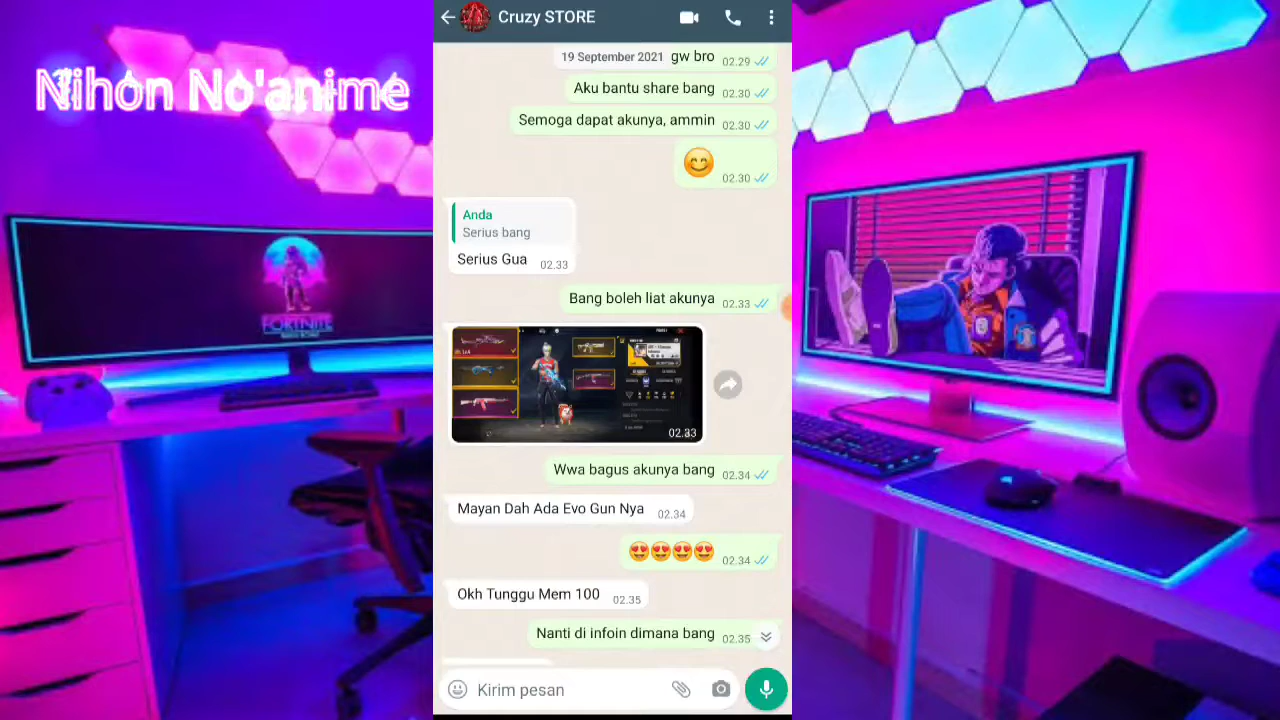 Nihon No'anime
Cruzy STORE
19 September 2021
gw bro 02.29
Aku bantu share bang 02.30
Semoga dapat akunya, ammin 02.30
😊 02.30
Anda
Serius bang
Serius Gua 02.33
Bang boleh liat akunya 02.33
02.33
Wwa bagus akunya bang 02.34
Mayan Dah Ada Evo Gun Nya 02.34
😍😍😍😍 02.34
Okh Tunggu Mem 100 02.35
Nanti di infoin dimana bang 02.35
Kirim pesan
FORTNITE